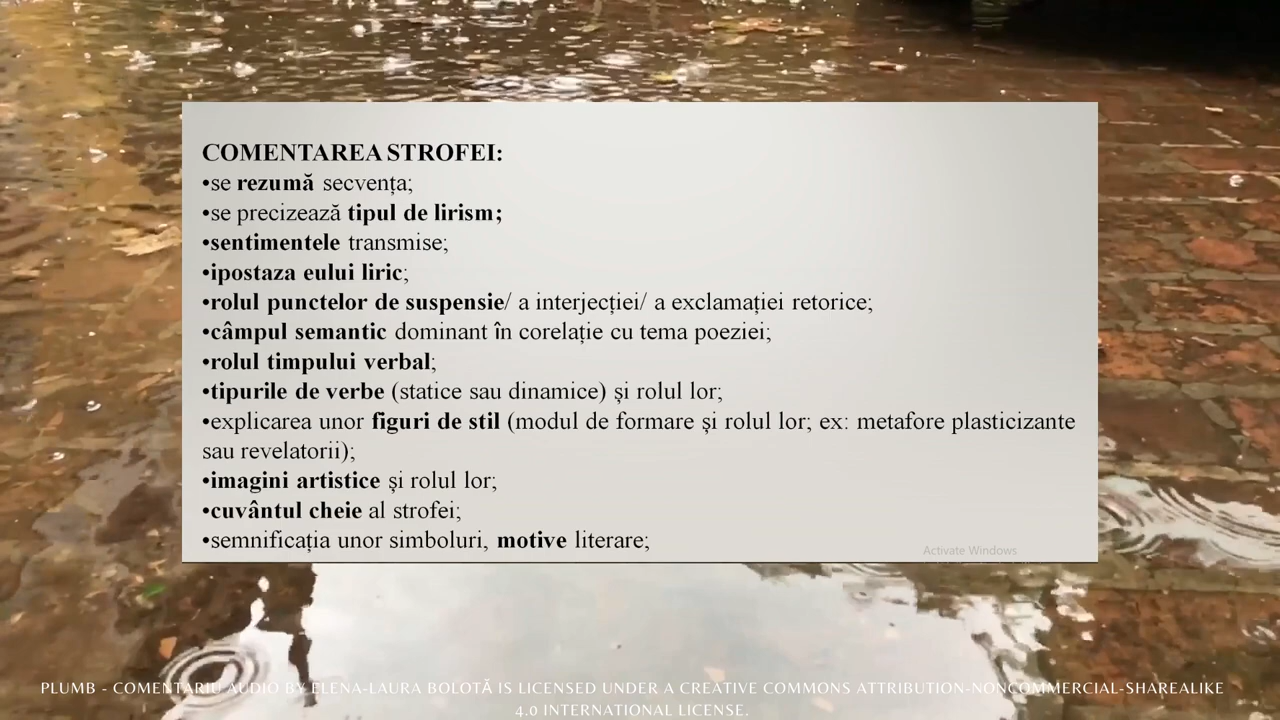 COMENTAREA STROFEI:
•se rezumă secvența;
•se precizează tipul de lirism;
•sentimentele transmise;
•ipostaza eului liric;
•rolul punctelor de suspensie/ a interjecției/ a exclamației retorice;
•câmpul semantic dominant în corelație cu tema poeziei;
•rolul timpului verbal;
•tipurile de verbe (statice sau dinamice) și rolul lor;
•explicarea unor figuri de stil (modul de formare și rolul lor; ex: metafore plasticizante
sau revelatorii);
•imagini artistice și rolul lor;
•cuvântul cheie al strofei;
•semnificația unor simboluri, motive literare;
Activate Windows
PLUMB - COMENTARIU AUDIO BY ELENA-LAURA BOLOTĂ IS LICENSED UNDER A CREATIVE COMMONS ATTRIBUTION-NONCOMMERCIAL-SHAREALIKE
4.0 INTERNATIONAL LICENSE.